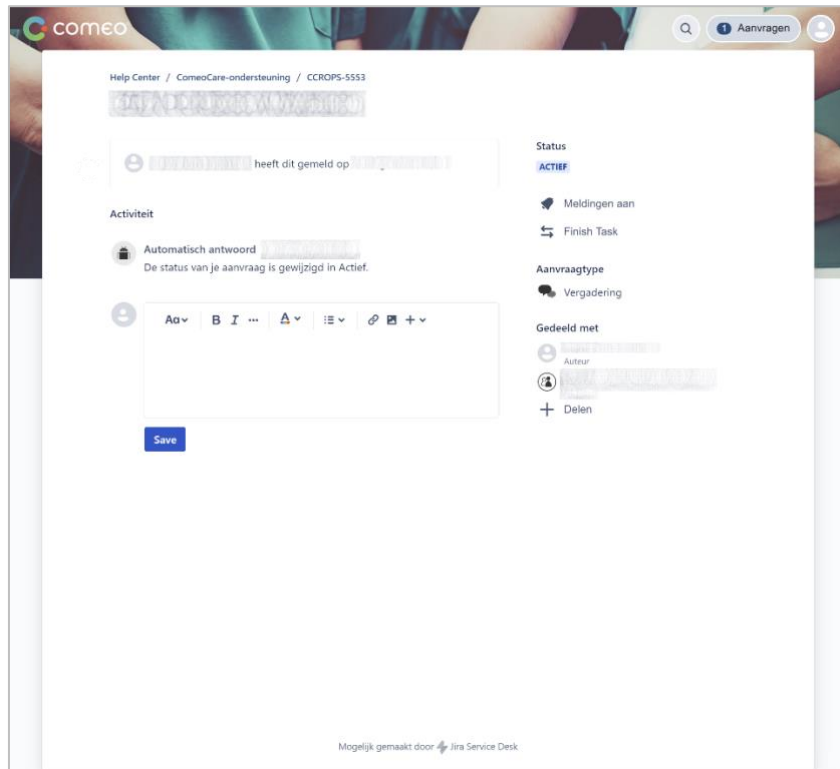 comeo
1 Aanvragen
Help Center / ComeoCare-ondersteuning / CCROPS-5553
heeft dit gemeld op
Activiteit
Automatisch antwoord
De status van je aanvraag is gewijzigd in Actief.
Aa B I ... A
Save
Status
ACTIEF
Meldingen aan
Finish Task
Aanvraagtype
Vergadering
Gedeeld met
Auteur
Delen
Mogelijk gemaakt door Jira Service Desk